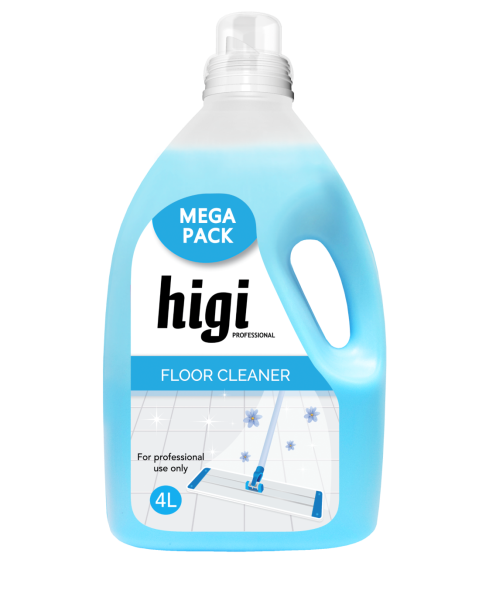 MEGA
PACK
higi
PROFESSIONAL
FLOOR CLEANER
For professional
use only
4L